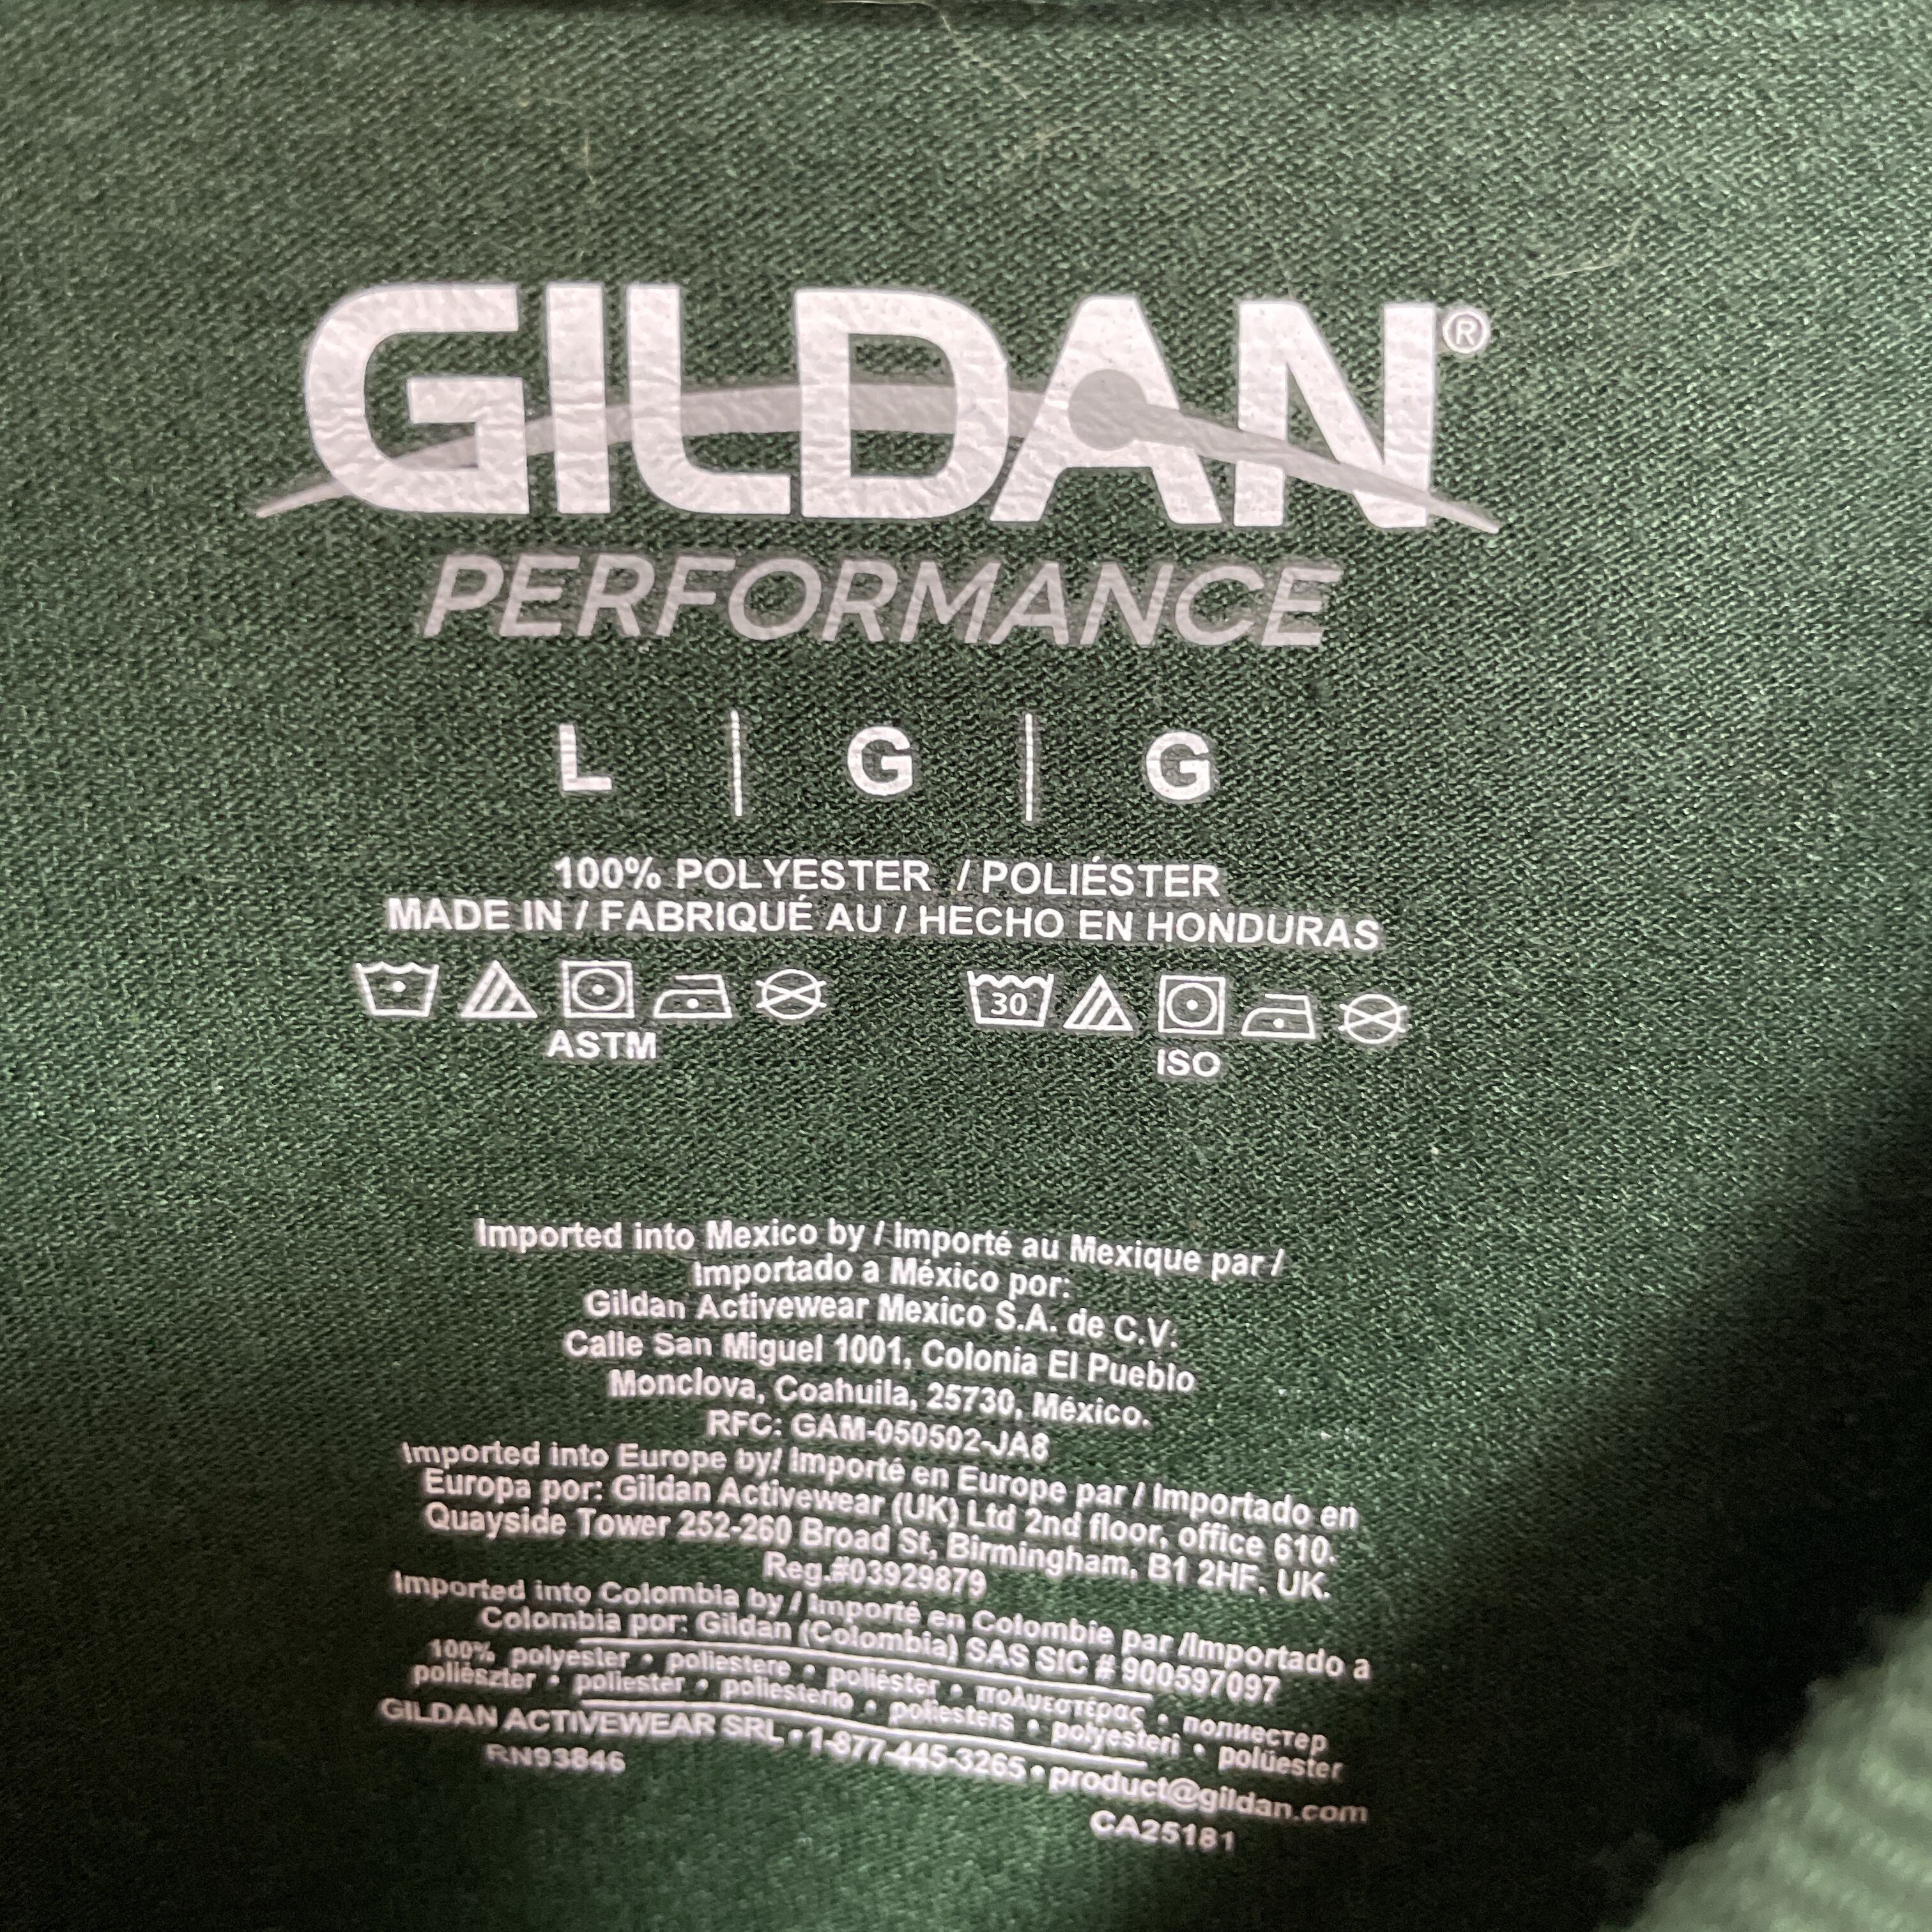 GILDAN®
PERFORMANCE
L | G | G
100% POLYESTER / POLIÉSTER
MADE IN / FABRIQUÉ AU / HECHO EN HONDURAS
30
ASTM
ISO
Imported into Mexico by / Importé au Mexique par /
Importado a México por:
Gildan Activewear Mexico S.A. de C.V.
Calle San Miguel 1001, Colonia El Pueblo
Monclova, Coahuila, 25730, México.
RFC: GAM-050502-JA8
Imported into Europe by/ Importé en Europe par / Importado en
Europa por: Gildan Activewear (UK) Ltd 2nd floor, office 610.
Quayside Tower 252-260 Broad St, Birmingham, B1 2HF. UK.
Reg.#03929879
Imported into Colombia by / Importé en Colombie par /Importado a
Colombia por: Gildan (Colombia) SAS SIC # 900597097
100% polyester • poliestere • poliéster • πολυεστέρας • полиестер
poliészter • poliester • poliesterio • poliesters • polyesteri • polüester
GILDAN ACTIVEWEAR SRL • 1-877-445-3265 • product@gildan.com
RN93846
CA25181